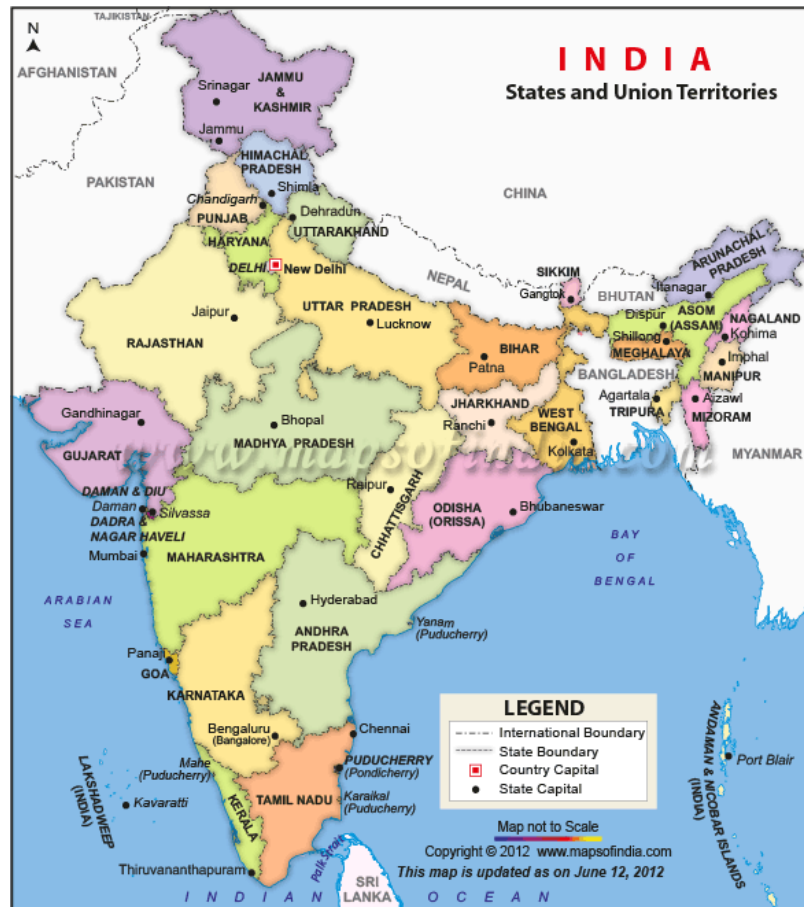 TAJIKISTAN
N
AFGHANISTAN
INDIA
States and Union Territories
JAMMU
&
KASHMIR
Srinagar
Jammu
HIMACHAL
PRADESH
Shimla
PAKISTAN
CHINA
Chandigarh
PUNJAB
Dehradun
UTTARAKHAND
HARYANA
DELHI
New Delhi
NEPAL
SIKKIM
Gangtok
BHUTAN
ARUNACHAL
PRADESH
Itanagar
Dispur
ASOM
(ASSAM)
NAGALAND
Kohima
Shillong
MEGHALAYA
Imphal
MANIPUR
BANGLADESH
Agartala
TRIPURA
Aizawl
MIZORAM
MYANMAR
Jaipur
RAJASTHAN
UTTAR PRADESH
Lucknow
BIHAR
Patna
JHARKHAND
Ranchi
WEST
BENGAL
Kolkata
Gandhinagar
GUJARAT
Bhopal
MADHYA PRADESH
www.mapsofindia.com
Raipur
CHHATTISGARH
ODISHA
(ORISSA)
Bhubaneswar
DAMAN & DIU
Daman
Silvassa
DADRA &
NAGAR HAVELI
Mumbai
MAHARASHTRA
BAY
OF
BENGAL
ARABIAN
SEA
Hyderabad
ANDHRA
PRADESH
Yanam
(Puducherry)
Panaji
GOA
KARNATAKA
Bengaluru
(Bangalore)
Chennai
Mahe
(Puducherry)
PUDUCHERRY
(Pondicherry)
TAMIL NADU
Karaikal
(Puducherry)
KERALA
LAKSHADWEEP
(INDIA)
Kavaratti
Thiruvananthapuram
Palk Strait
SRI
LANKA
INDIAN OCEAN
ANDAMAN & NICOBAR ISLANDS
(INDIA)
Port Blair
LEGEND
International Boundary
State Boundary
Country Capital
State Capital
Map not to Scale
Copyright © 2012 www.mapsofindia.com
This map is updated as on June 12, 2012